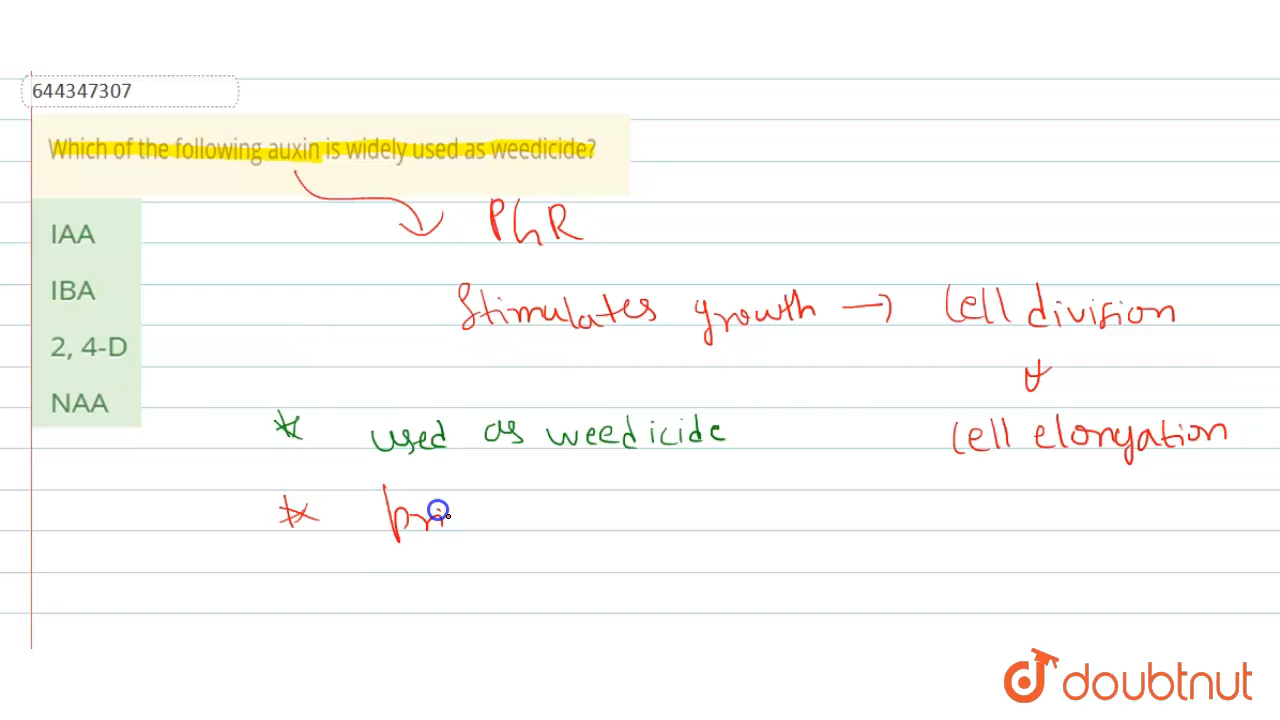 644347307
Which of the following auxin is widely used as weedicide?
IAA
IBA
2, 4-D
NAA
PGR
Stimulates growth → Cell division
&
Cell elongation
* used as weedicide
* pri
doubtnut